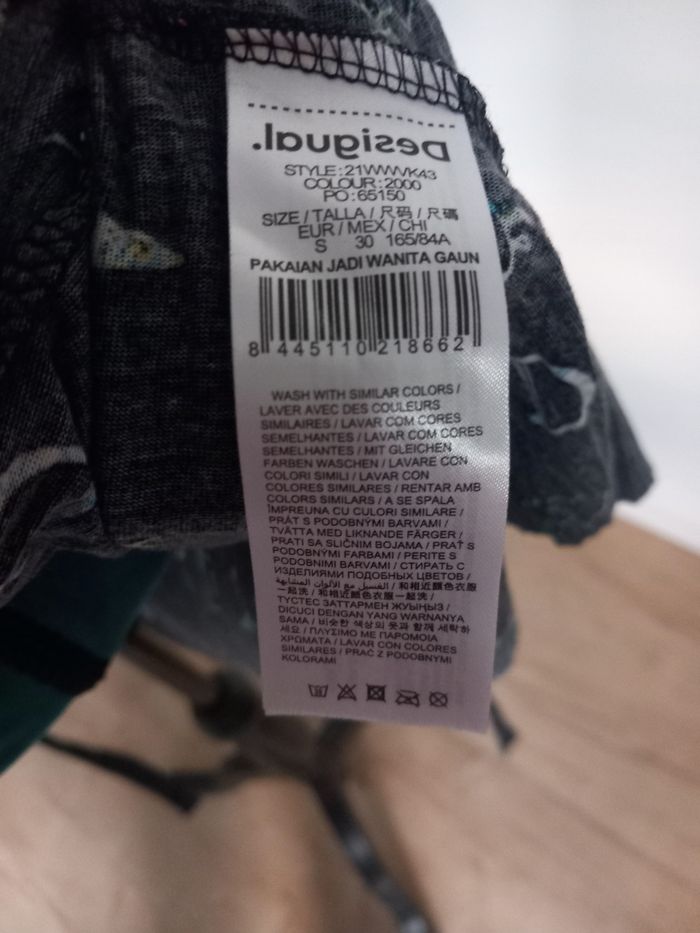 Desigual.
STYLE:21WWVK43
COLOUR:2000
PO:65150
SIZE/TALLA/尺码/尺碼
EUR/MEX/CHI
S 30 165/84A
PAKAIAN JADI WANITA GAUN
8 445110 218662
WASH WITH SIMILAR COLORS /
LAVER AVEC DES COULEURS
SIMILAIRES / LAVAR COM CORES
SEMELHANTES / LAVAR COM CORES
SEMELHANTES / MIT GLEICHEN
FARBEN WASCHEN / LAVARE CON
COLORI SIMILI / LAVAR CON
COLORES SIMILARES / RENTAR AMB
COLORS SIMILARS / A SE SPALA
ÎMPREUNA CU CULORI SIMILARE /
PRÁT S PODOBNÝMI BARVAMI /
TVÄTTA MED LIKNANDE FÄRGER /
PRATI SA SLIČNIM BOJAMA / PRAŤ S
PODOBNÝMI FARBAMI / PERITE S
PODOBNIMI BARVAMI / СТИРАТЬ С
ИЗДЕЛИЯМИ ПОДОБНЫХ ЦВЕТОВ /
الغسيل مع الألوان المتشابهة /和相近顏色衣服
一起洗 / 和相近颜色衣服一起洗 /
ТҮСТЕС ЗАТТАРМЕН ЖУЫҢЫЗ /
DICUCI DENGAN YANG WARNANYA
SAMA / 비슷한 색상의 옷과 함께 세탁하
세요 / ΠΛΥΣΙΜΟ ΜΕ ΠΑΡΟΜΟΙΑ
ΧΡΩΜΑΤΑ / LAVAR CON COLORES
SIMILARES / PRAĆ Z PODOBNYMI
KOLORAMI